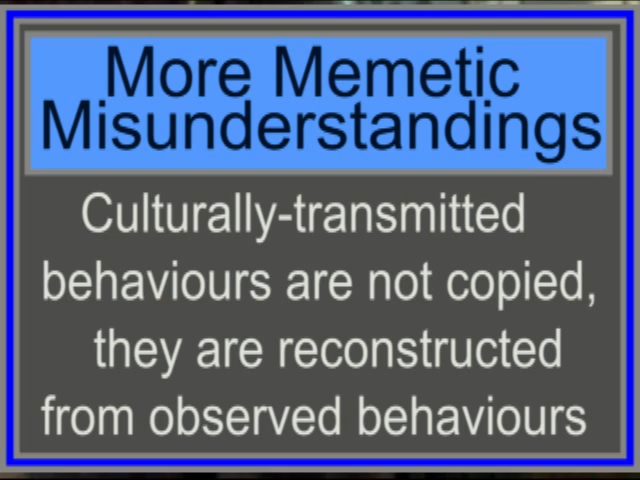 More Memetic
Misunderstandings
Culturally-transmitted
behaviours are not copied,
they are reconstructed
from observed behaviours